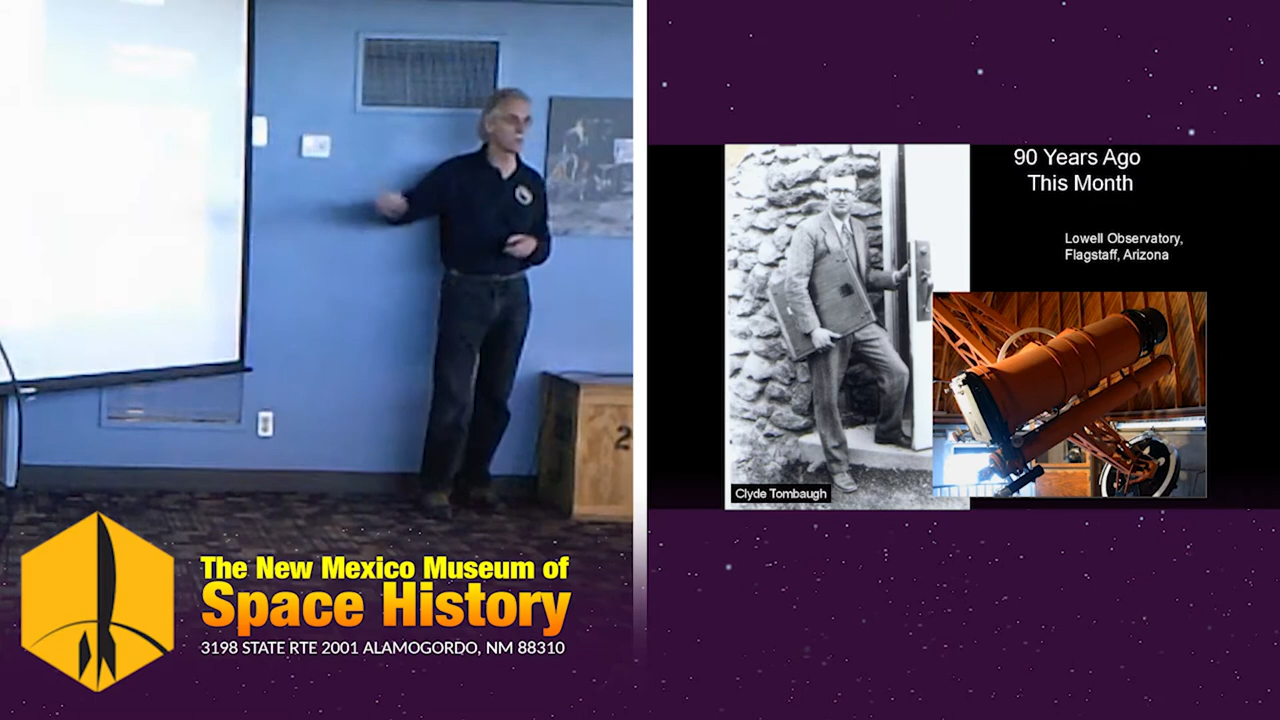 90 Years Ago
This Month
Lowell Observatory,
Flagstaff, Arizona
Clyde Tombaugh
2
The New Mexico Museum of
Space History
3198 STATE RTE 2001 ALAMOGORDO, NM 88310